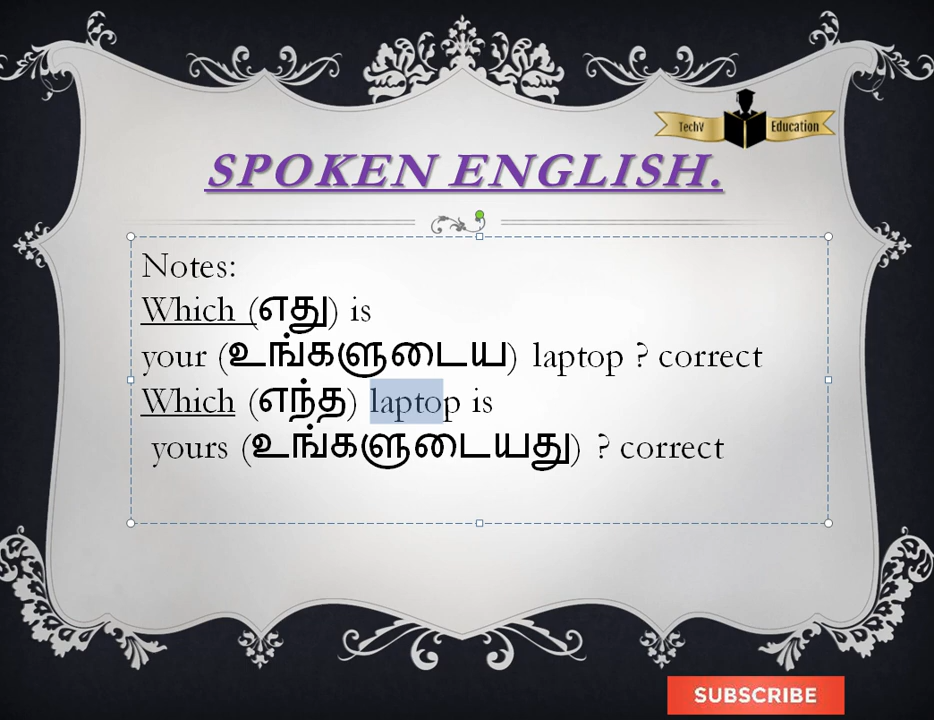 TechV Education
SPOKEN ENGLISH.
Notes:
Which (எது) is
your (உங்களுடைய) laptop ? correct
Which (எந்த) laptop is
yours (உங்களுடையது) ? correct
SUBSCRIBE